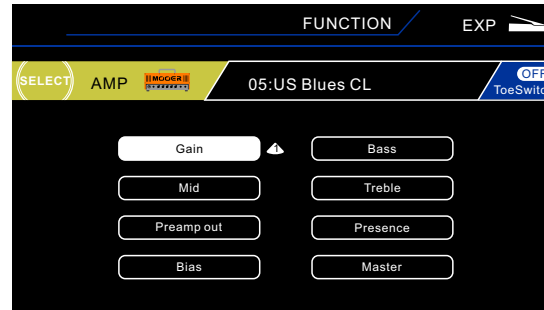 FUNCTION EXP
SELECT AMP MOOER 05:US Blues CL OFF
ToeSwitc
Gain 1 Bass
Mid Treble
Preamp out Presence
Bias Master